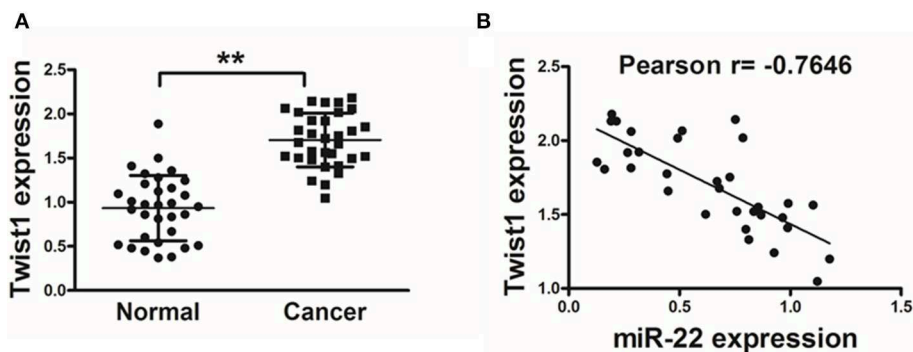 A
**
Twist1 expression
2.5
2.0
1.5
1.0
0.5
0.0
Normal
Cancer
B
Pearson r= -0.7646
Twist1 expression
2.5
2.0
1.5
1.0
0.0
0.5
1.0
1.5
miR-22 expression